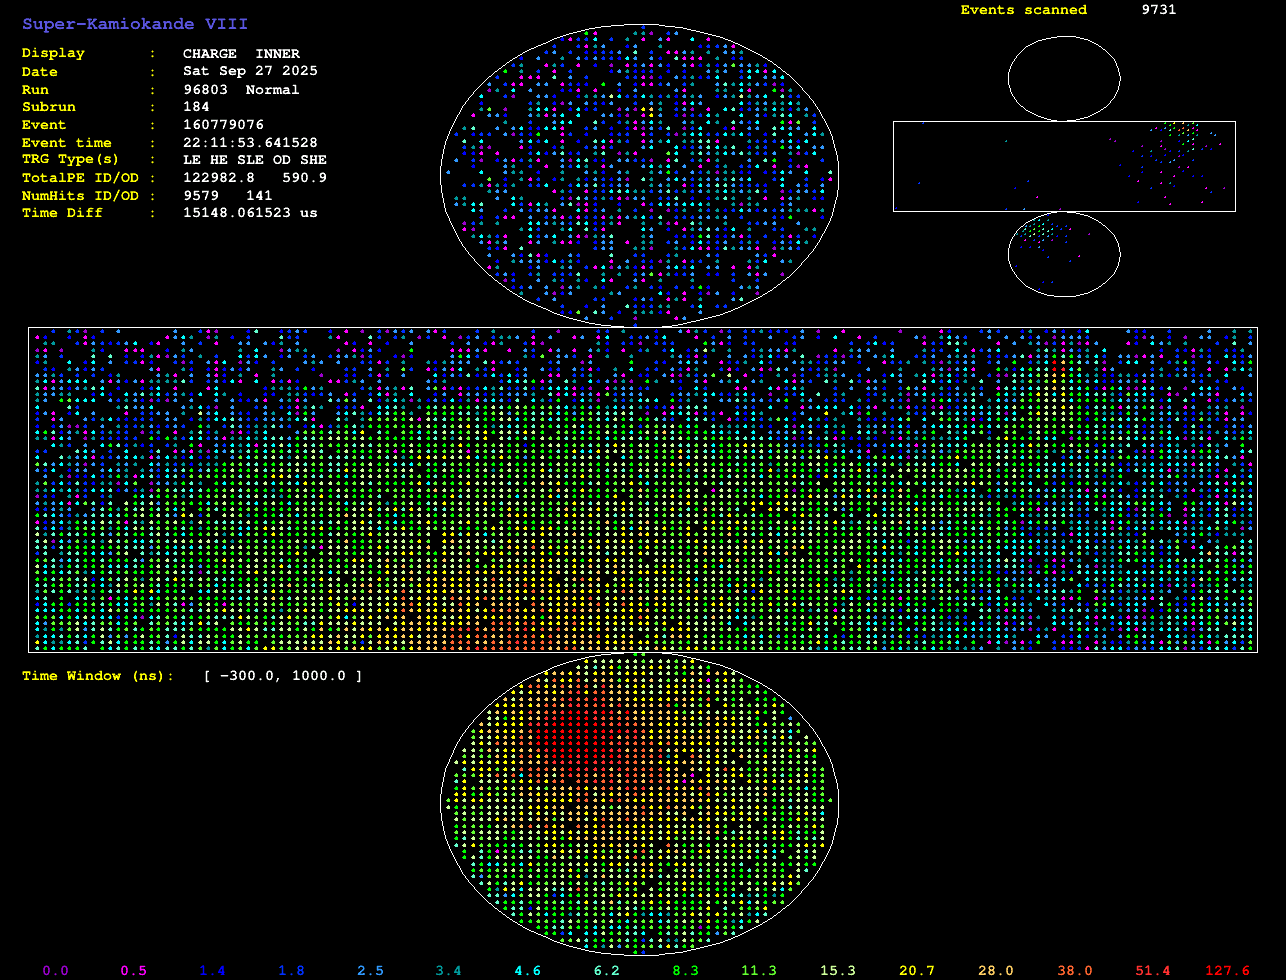 Super-Kamiokande VIII
Events scanned 9731
Display : CHARGE INNER
Date : Sat Sep 27 2025
Run : 96803 Normal
Subrun : 184
Event : 160779076
Event time : 22:11:53.641528
TRG Type(s) : LE HE SLE OD SHE
TotalPE ID/OD : 122982.8 590.9
NumHits ID/OD : 9579 141
Time Diff : 15148.061523 us
Time Window (ns): [ -300.0, 1000.0 ]
0.0 0.5 1.4 1.8 2.5 3.4 4.6 6.2 8.3 11.3 15.3 20.7 28.0 38.0 51.4 127.6